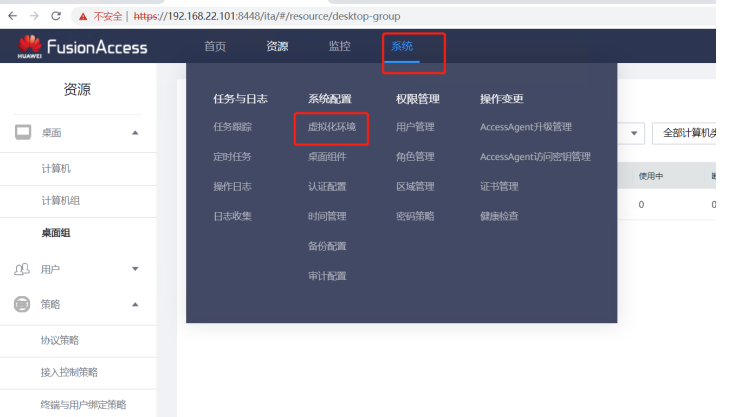 不安全 | https://192.168.22.101:8448/ita/#/resource/desktop-group
HUAWEI FusionAccess 首页 资源 监控 系统
资源
任务与日志 系统配置 权限管理 操作变更
桌面 任务跟踪 虚拟化环境 用户管理 AccessAgent升级管理 全部计算机类
计算机 定时任务 桌面组件 角色管理 AccessAgent访问密钥管理 使用中
计算机组 操作日志 认证配置 区域管理 证书管理 0 0
桌面组 日志收集 时间管理 密码策略 健康检查
备份配置
用户 审计配置
策略
协议策略
接入控制策略
终端与用户绑定策略